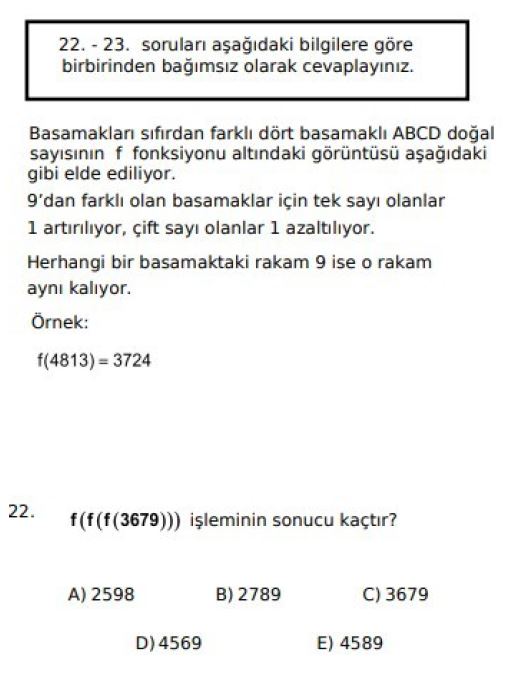 22. - 23. soruları aşağıdaki bilgilere göre
birbirinden bağımsız olarak cevaplayınız.
Basamakları sıfırdan farklı dört basamaklı ABCD doğal
sayısının f fonksiyonu altındaki görüntüsü aşağıdaki
gibi elde ediliyor.
9'dan farklı olan basamaklar için tek sayı olanlar
1 artırılıyor, çift sayı olanlar 1 azaltılıyor.
Herhangi bir basamaktaki rakam 9 ise o rakam
aynı kalıyor.
Örnek:
f(4813) = 3724
22. f(f(f(3679))) işleminin sonucu kaçtır?
A) 2598 B) 2789 C) 3679
D) 4569 E) 4589